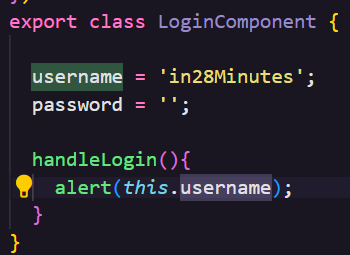 });
export class LoginComponent {
username = 'in28Minutes';
password = '';
handleLogin(){
alert(this.username);
}
}